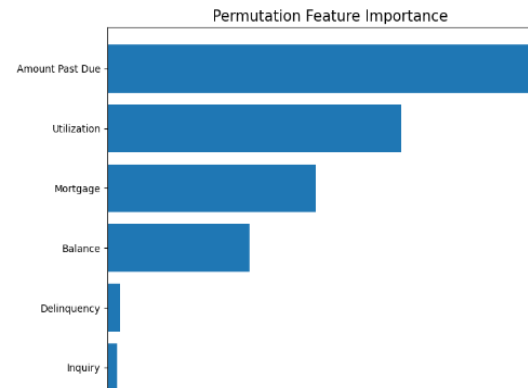 Permutation Feature Importance
Amount Past Due
Utilization
Mortgage
Balance
Delinquency
Inquiry